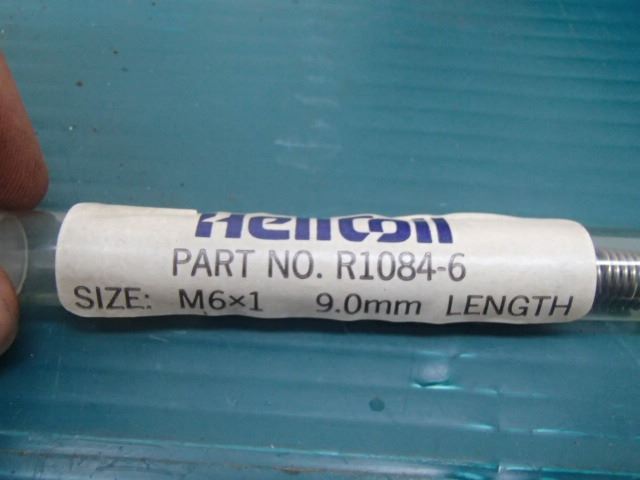 HeliCoil
PART NO. R1084-6
SIZE: M6×1 9.0mm LENGTH